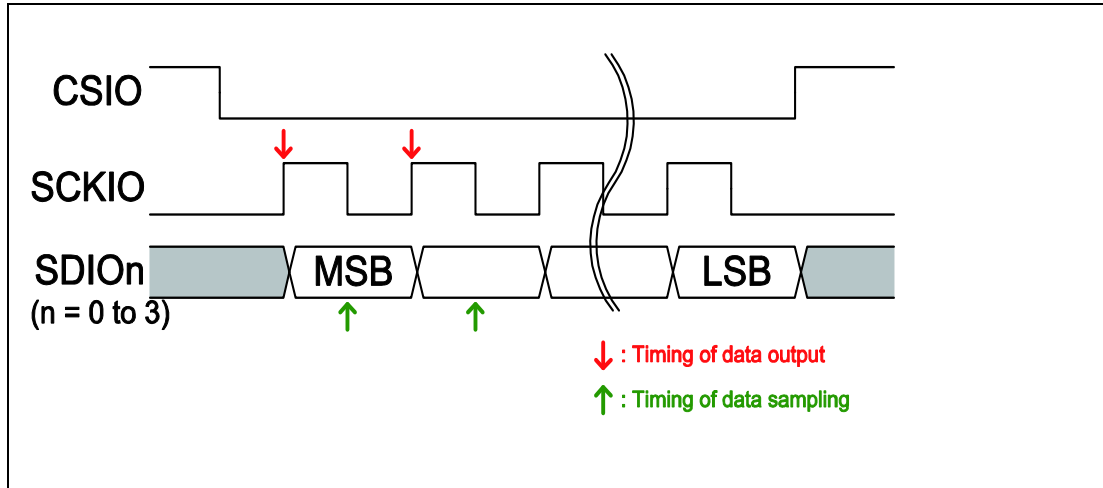 CSIO
SCKIO
SDIOn
(n = 0 to 3)
MSB
LSB
: Timing of data output
: Timing of data sampling